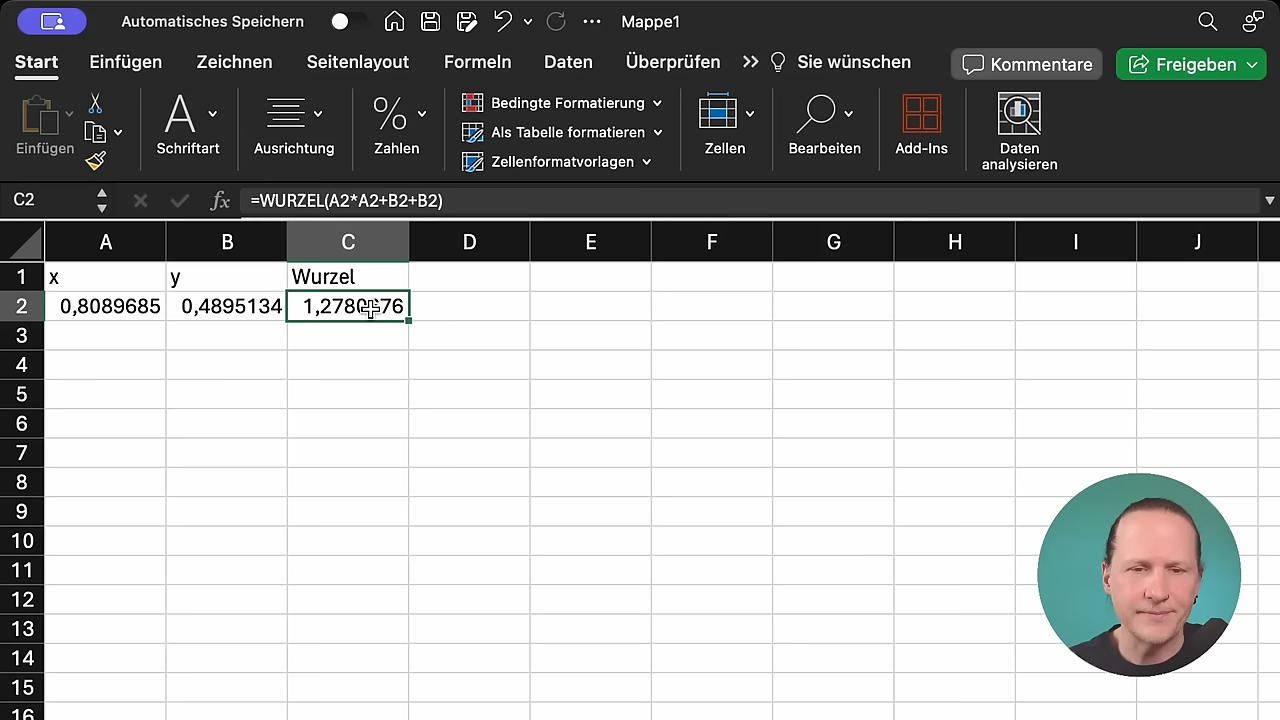 Automatisches Speichern
Mappe1
Start Einfügen Zeichnen Seitenlayout Formeln Daten Überprüfen Sie wünschen Kommentare Freigeben
Einfügen
Schriftart
Ausrichtung
Zahlen
Bedingte Formatierung
Als Tabelle formatieren
Zellenformatvorlagen
Zellen
Bearbeiten
Add-Ins
Daten
analysieren
C2 fx =WURZEL(A2*A2+B2+B2)
A B C D E F G H I J
1 x y Wurzel
2 0,8089685 0,4895134
3
4
5
6
7
8
9
10
11
12
13
14
15
16